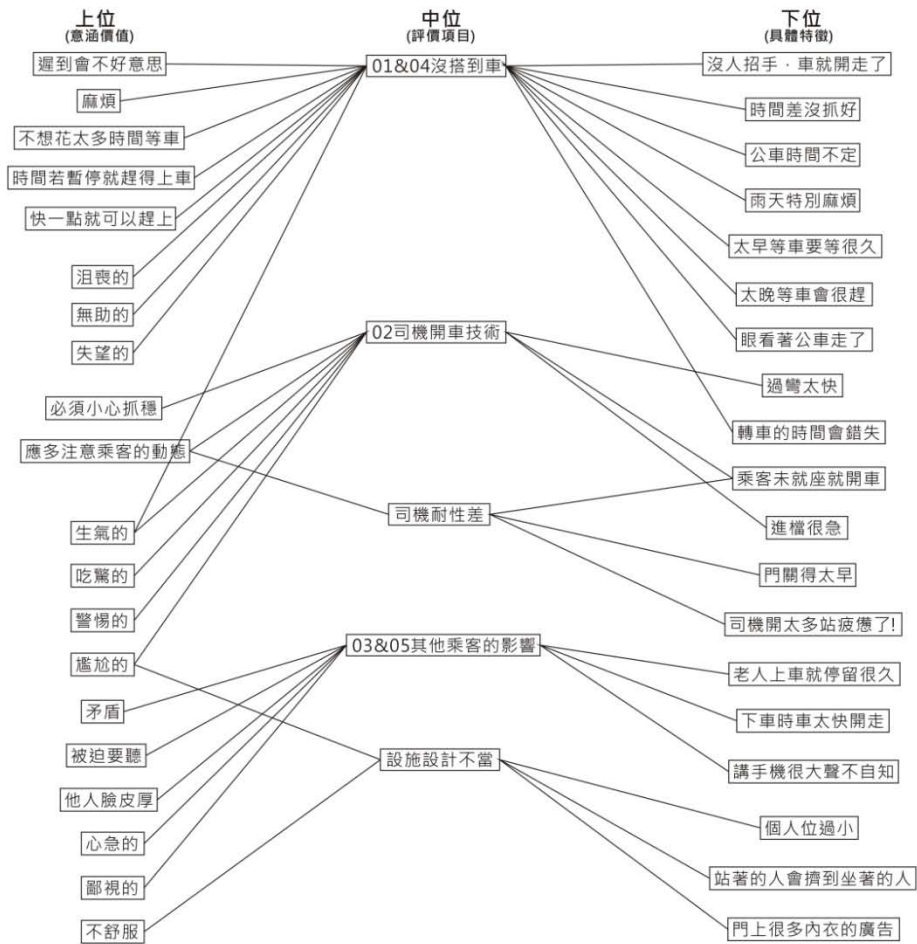 上位
(意涵價值)
中位
(評價項目)
下位
(具體特徵)
遲到會不好意思
麻煩
不想花太多時間等車
時間若暫停就趕得上車
快一點就可以趕上
沮喪的
無助的
失望的
必須小心抓穩
應多注意乘客的動態
生氣的
吃驚的
警惕的
尷尬的
矛盾
被迫要聽
他人臉皮厚
心急的
鄙視的
不舒服
01&04沒搭到車
02司機開車技術
司機耐性差
03&05其他乘客的影響
設施設計不當
沒人招手，車就開走了
時間差沒抓好
公車時間不定
雨天特別麻煩
太早等車要等很久
太晚等車會很趕
眼看著公車走了
過彎太快
轉車的時間會錯失
乘客未就座就開車
進檔很急
門關得太早
司機開太多站疲憊了!
老人上車就停留很久
下車時車太快開走
講手機很大聲不自知
個人位過小
站著的人會擠到坐著的人
門上很多內衣的廣告